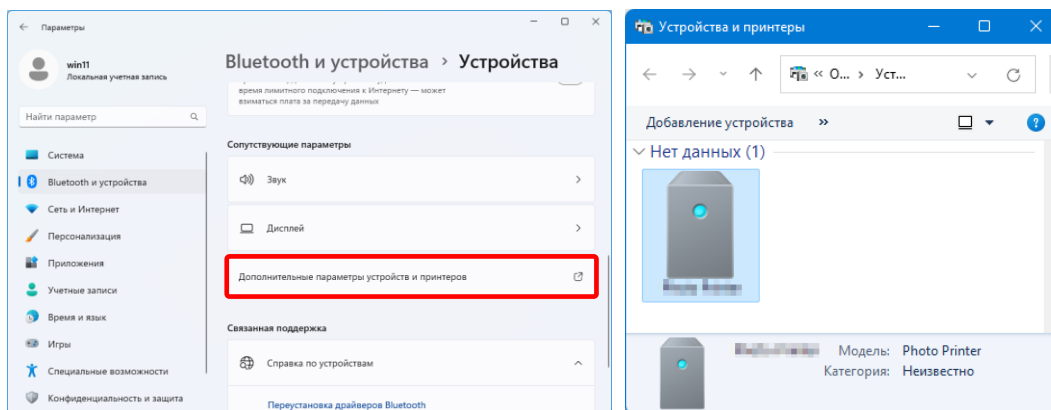 Параметры
win11
Локальная учетная запись
Найти параметр
Система
Bluetooth и устройства
Сеть и Интернет
Персонализация
Приложения
Учетные записи
Время и язык
Игры
Специальные возможности
Конфиденциальность и защита
Bluetooth и устройства > Устройства
время лимитного подключения к Интернету — может
взиматься плата за передачу данных
Сопутствующие параметры
Звук
Дисплей
Дополнительные параметры устройств и принтеров
Связанная поддержка
Справка по устройствам
Переустановка драйверов Bluetooth
Устройства и принтеры
« О... > Уст...
Добавление устройства »
Нет данных (1)
Модель: Photo Printer
Категория: Неизвестно